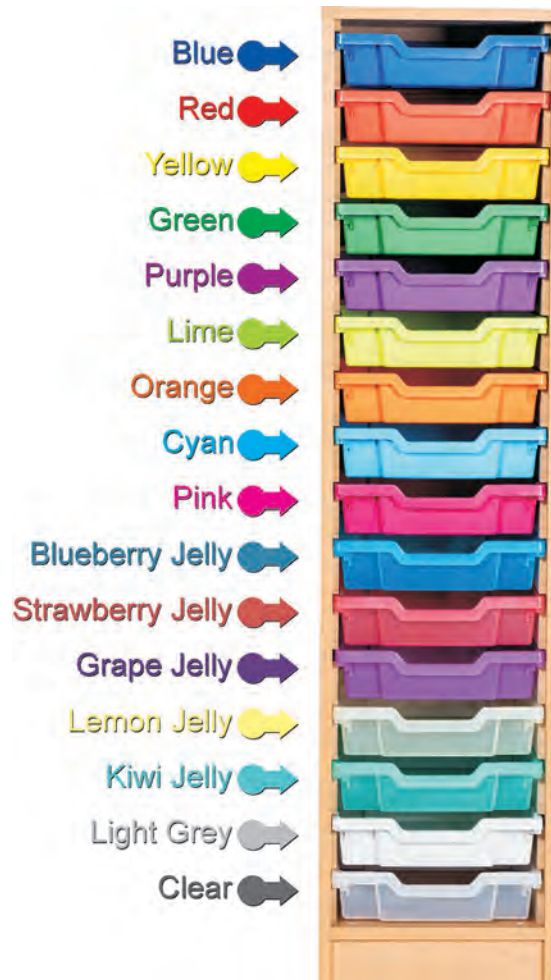 Blue
Red
Yellow
Green
Purple
Lime
Orange
Cyan
Pink
Blueberry Jelly
Strawberry Jelly
Grape Jelly
Lemon Jelly
Kiwi Jelly
Light Grey
Clear